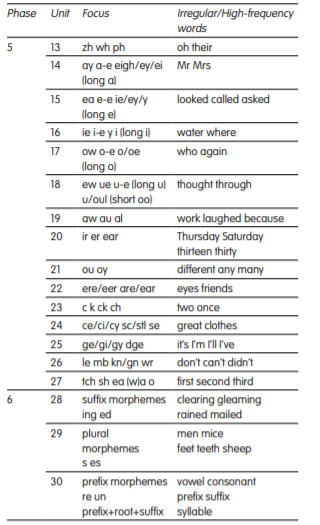 Phase Unit Focus Irregular/High-frequency
words
5 13 zh wh ph oh their
14 ay a-e eigh/ey/ei Mr Mrs
(long a)
15 ea e-e ie/ey/y looked called asked
(long e)
16 ie i-e y i (long i) water where
17 ow o-e o/oe who again
(long o)
18 ew ue u-e (long u) thought through
u/oul (short oo)
19 aw au al work laughed because
20 ir er ear Thursday Saturday
thirteen thirty
21 ou oy different any many
22 ere/eer are/ear eyes friends
23 c k ck ch two once
24 ce/ci/cy sc/stl se great clothes
25 ge/gi/gy dge it's I'm I'll I've
26 le mb kn/gn wr don't can't didn't
27 tch sh ea (w)a o first second third
6 28 suffix morphemes clearing gleaming
ing ed rained mailed
29 plural men mice
morphemes feet teeth sheep
s es
30 prefix morphemes vowel consonant
re un prefix suffix
prefix+root+suffix syllable